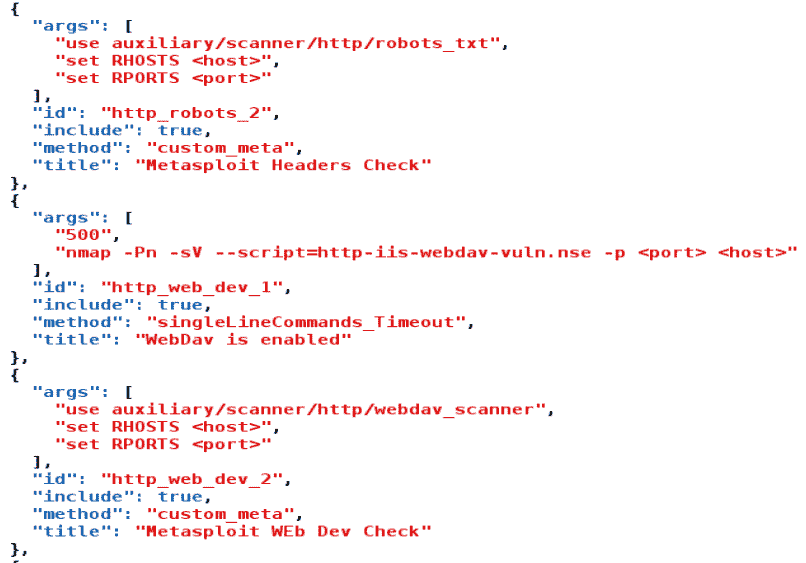 {
"args": [
"use auxiliary/scanner/http/robots_txt",
"set RHOSTS <host>",
"set RPORTS <port>"
],
"id": "http_robots_2",
"include": true,
"method": "custom_meta",
"title": "Metasploit Headers Check"
},
{
"args": [
"500",
"nmap -Pn -sV --script=http-iis-webdav-vuln.nse -p <port> <host>"
],
"id": "http_web_dev_1",
"include": true,
"method": "singleLineCommands_Timeout",
"title": "WebDav is enabled"
},
{
"args": [
"use auxiliary/scanner/http/webdav_scanner",
"set RHOSTS <host>",
"set RPORTS <port>"
],
"id": "http_web_dev_2",
"include": true,
"method": "custom_meta",
"title": "Metasploit WEb Dev Check"
},
{